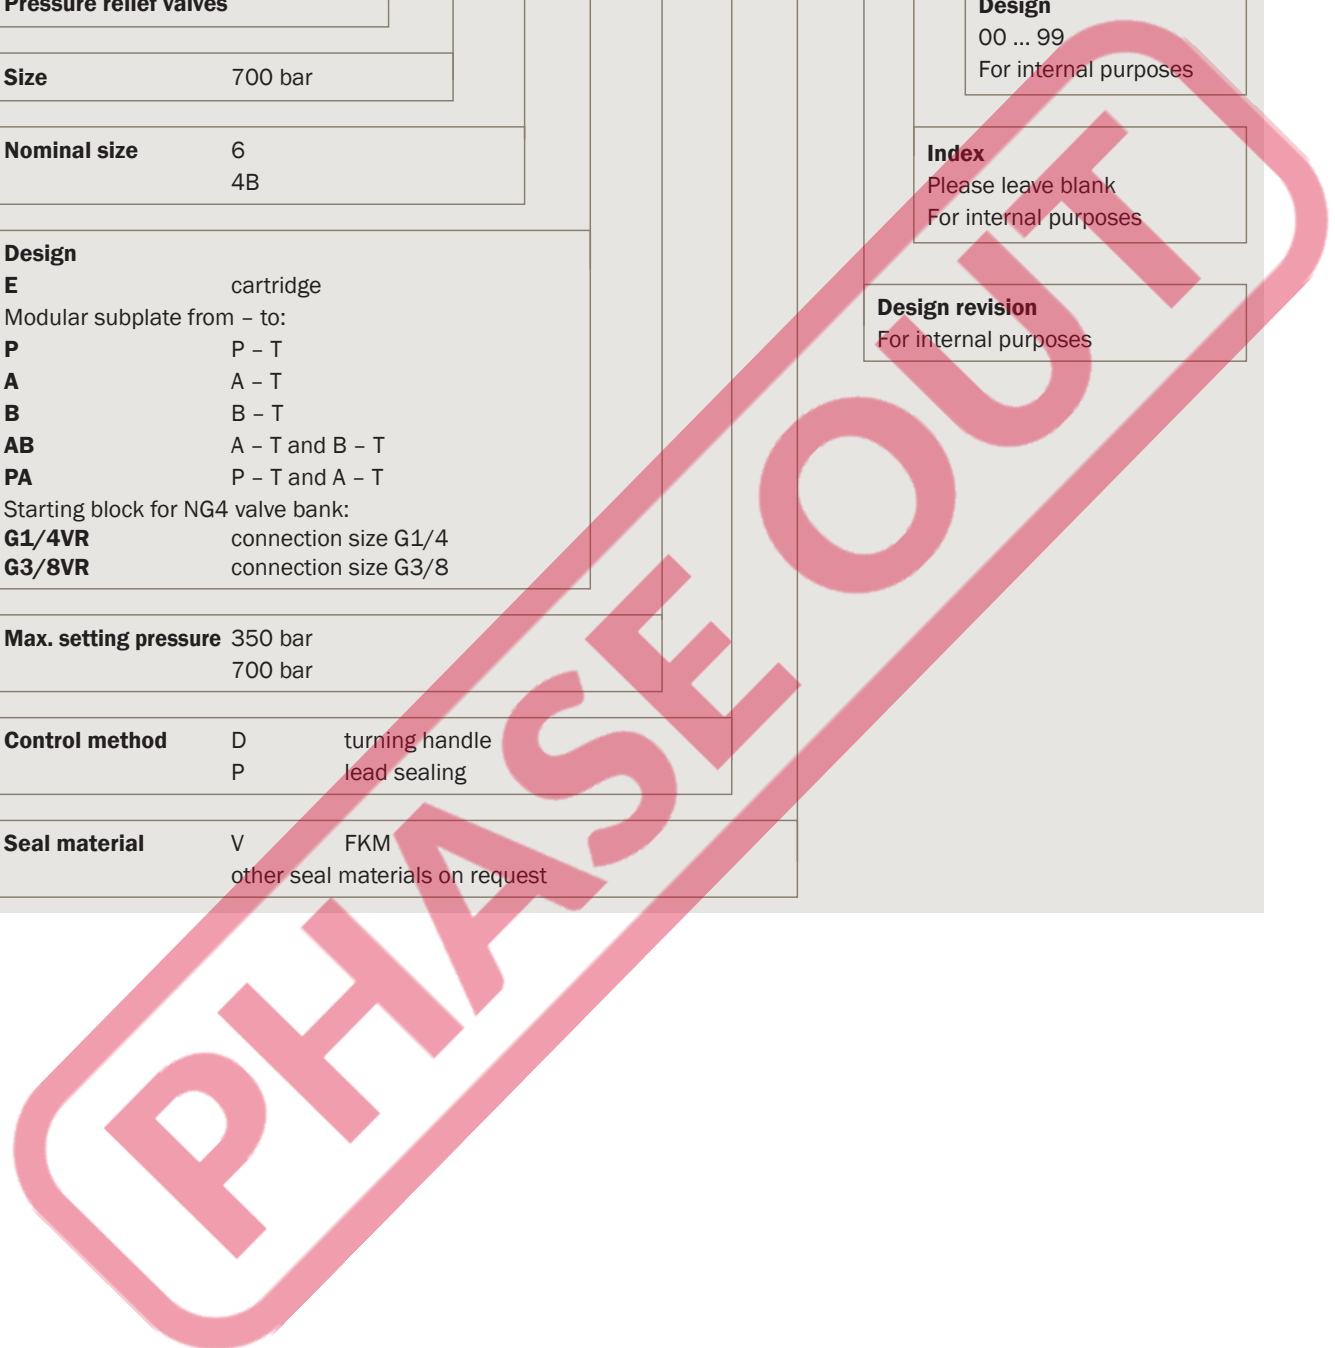 Pressure relief valves
Size 700 bar
Nominal size 6
4B
Design
E cartridge
Modular subplate from – to:
P P – T
A A – T
B B – T
AB A – T and B – T
PA P – T and A – T
Starting block for NG4 valve bank:
G1/4VR connection size G1/4
G3/8VR connection size G3/8
Max. setting pressure 350 bar
700 bar
Control method D turning handle
P lead sealing
Seal material V FKM
other seal materials on request
Design
00 ... 99
For internal purposes
Index
Please leave blank
For internal purposes
Design revision
For internal purposes
PHASE OUT